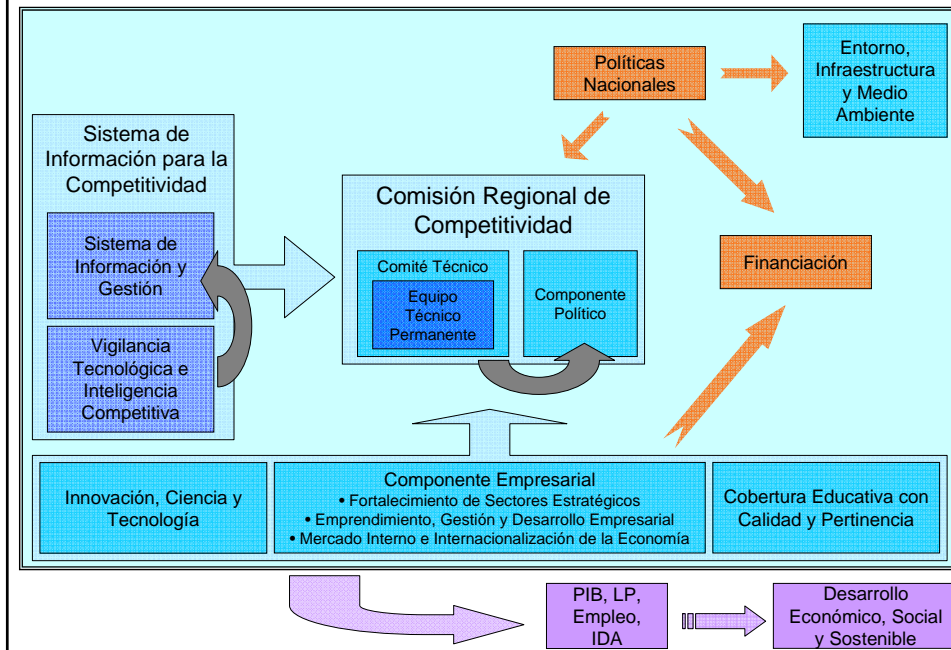 Políticas
Nacionales
Entorno,
Infraestructura
y Medio
Ambiente
Sistema de
Información para la
Competitividad
Sistema de
Información y
Gestión
Vigilancia
Tecnológica e
Inteligencia
Competitiva
Comisión Regional de
Competitividad
Comité Técnico
Equipo
Técnico
Permanente
Componente
Político
Financiación
Innovación, Ciencia y
Tecnología
Componente Empresarial
• Fortalecimiento de Sectores Estratégicos
• Emprendimiento, Gestión y Desarrollo Empresarial
• Mercado Interno e Internacionalización de la Economía
Cobertura Educativa con
Calidad y Pertinencia
PIB, LP,
Empleo,
IDA
Desarrollo
Económico, Social
y Sostenible